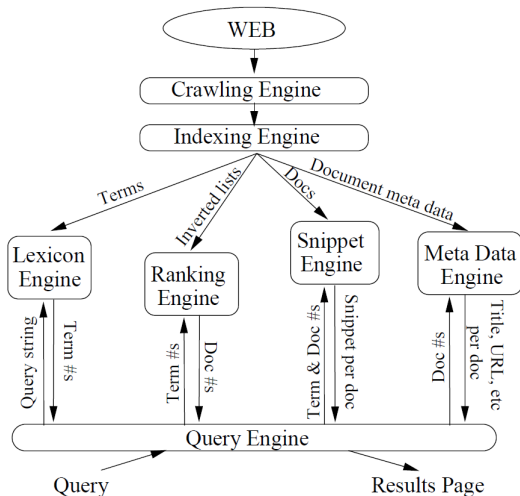 WEB
Crawling Engine
Indexing Engine
Terms
Inverted lists
Docs
Document meta data
Lexicon
Engine
Ranking
Engine
Snippet
Engine
Meta Data
Engine
Query string
Term #s
Term #s
Doc #s
Term & Doc #s
Snippet per doc
Doc #s
Title, URL, etc
per doc
Query Engine
Query
Results Page